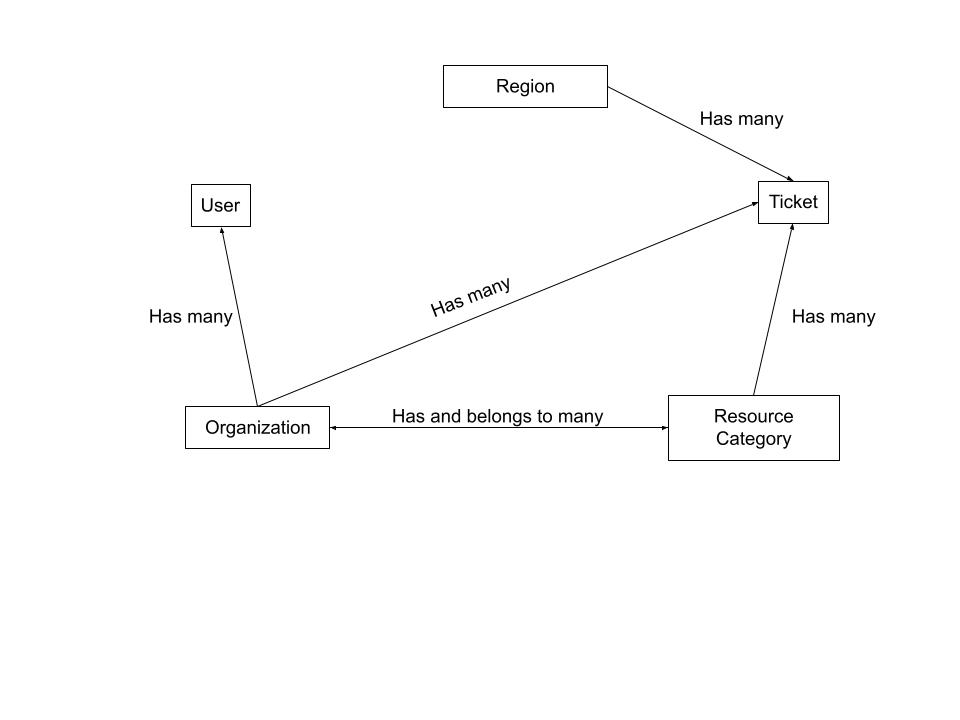 Region
Has many
User
Ticket
Has many
Has many
Has many
Organization
Has and belongs to many
Resource
Category